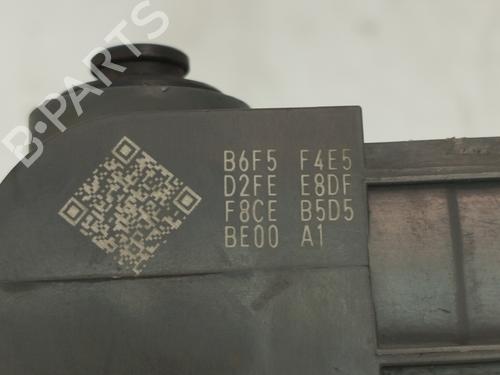 B-PARTS
B6F5 F4E5
D2FE E8DF
F8CE B5D5
BE00 A1